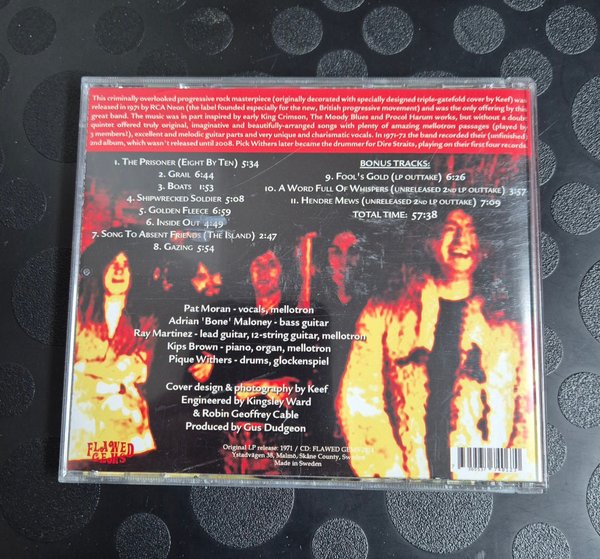 This criminally overlooked progressive rock masterpiece (originally decorated with specially designed triple-gatefold cover by Keef) was
released in 1971 by RCA Neon (the label founded especially for the new, British progressive movement) and was the only offering by this
great band. The music was in part inspired by early King Crimson, The Moody Blues and Procol Harum works, but without a doubt
quintet offered truly original, imaginative and beautifully-arranged songs with plenty of amazing mellotron passages (played by
3 members!), excellent and melodic guitar parts and very unique and charismatic vocals. In 1971-72 the band recorded their (unfinished)
2nd album, which wasn't released until 2008. Pick Withers later became the drummer for Dire Straits, playing on their first four records.
1. The Prisoner (Eight By Ten) 5:34
2. Grail 6:44
3. Boats 1:53
4. Shipwrecked Soldier 5:08
5. Golden Fleece 6:59
6. Inside Out 4:49
7. Song To Absent Friends (The Island) 2:47
8. Gazing 5:54
Bonus Tracks:
9. Fool's Gold (LP outtake) 6:26
10. A Word Full Of Whispers (unreleased 2nd LP outtake) 3:57
11. Hendre Mews (unreleased 2nd LP outtake) 7:09
Total time: 57:38
Pat Moran - vocals, mellotron
Adrian 'Bone' Maloney - bass guitar
Ray Martinez - lead guitar, 12-string guitar, mellotron
Kips Brown - piano, organ, mellotron
Pique Withers - drums, glockenspiel
Cover design & photography by Keef
Engineered by Kingsley Ward
& Robin Geoffrey Cable
Produced by Gus Dudgeon
Original LP release: 1971 / CD: FLAWED GEMS
Ystadvägen 38, Malmö, Skåne County, Sweden
Made in Sweden
FLAWED
GEMS